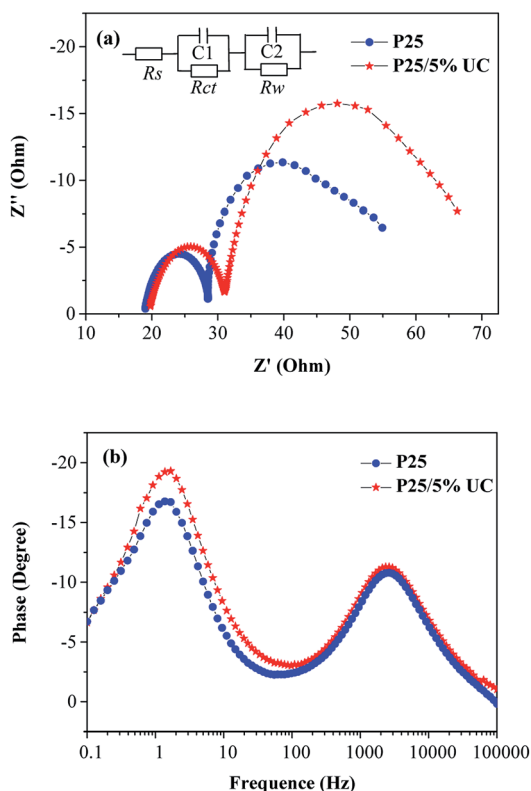 (a)
C1
C2
Rs
Rct
Rw
P25
P25/5% UC
-20
-15
-10
-5
0
Z'' (Ohm)
10 20 30 40 50 60 70
Z' (Ohm)
(b)
P25
P25/5% UC
-20
-15
-10
-5
0
Phase (Degree)
0.1 1 10 100 1000 10000 100000
Frequence (Hz)